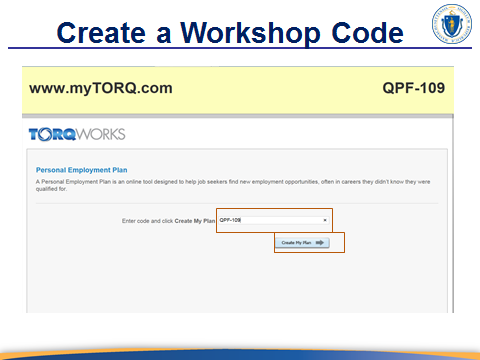 Create a Workshop Code
www.myTORQ.com QPF-109
TORQWORKS
Personal Employment Plan
A Personal Employment Plan is an online tool designed to help job seekers find new employment opportunities, often in careers they didn't know they were
qualified for.
Enter code and click Create My Plan QPF-109 ×
Create My Plan